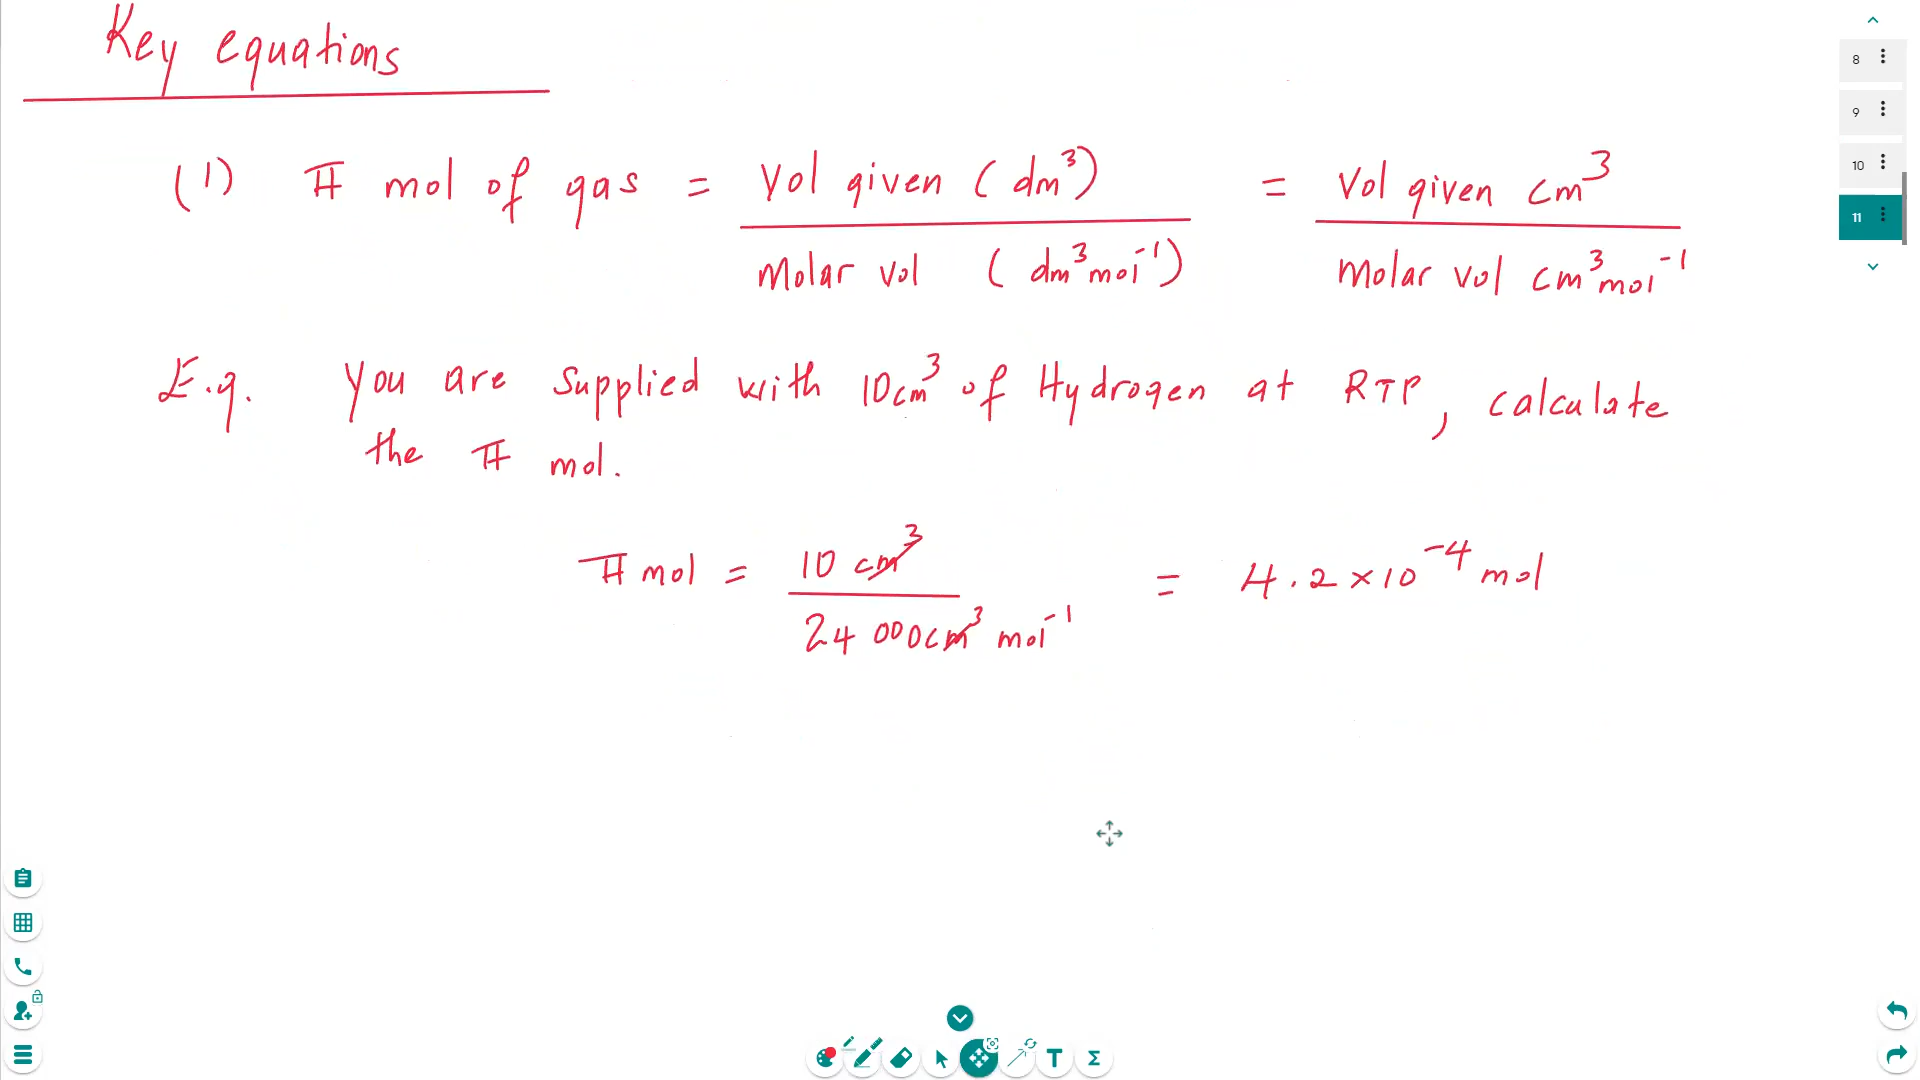 Key equations
(1) # mol of gas = Vol given (dm³) / Molar vol (dm³ mol⁻¹) = Vol given cm³ / Molar vol cm³ mol⁻¹
E.g. You are supplied with 10cm³ of Hydrogen at RTP, calculate
the # mol.
# mol = 10 cm³ / 24 000cm³ mol⁻¹ = 4.2 × 10⁻⁴ mol
8
9
10
11
T
Σ